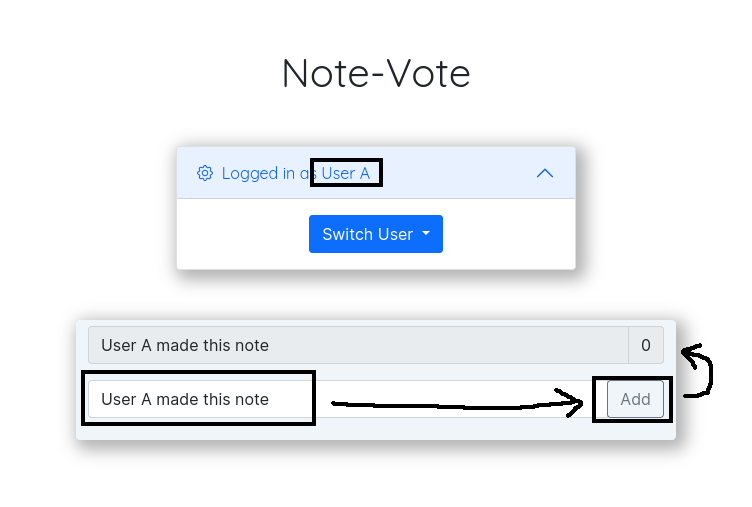 Note-Vote
Logged in as User A
Switch User
User A made this note 0
User A made this note Add